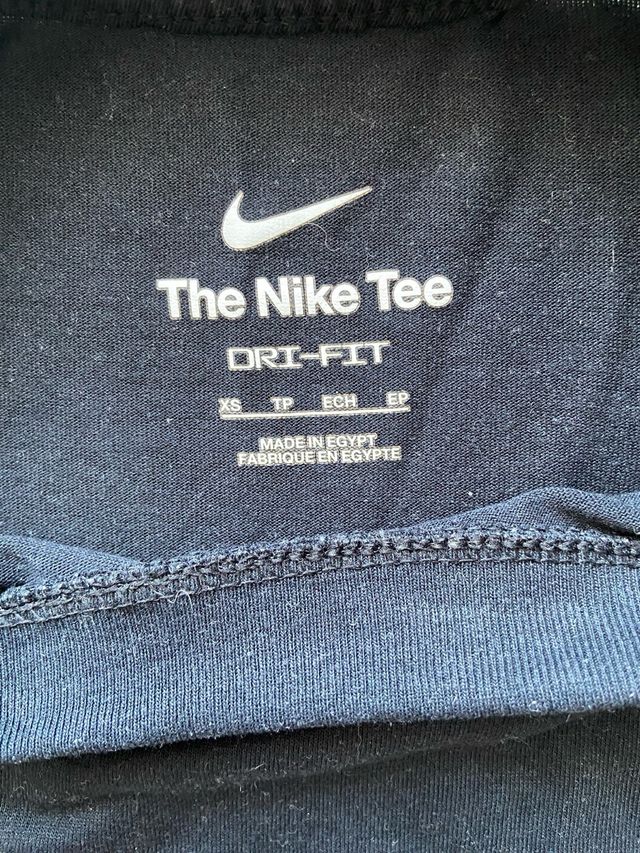 The Nike Tee
DRI-FIT
XS TP ECH EP
MADE IN EGYPT
FABRIQUE EN EGYPTE